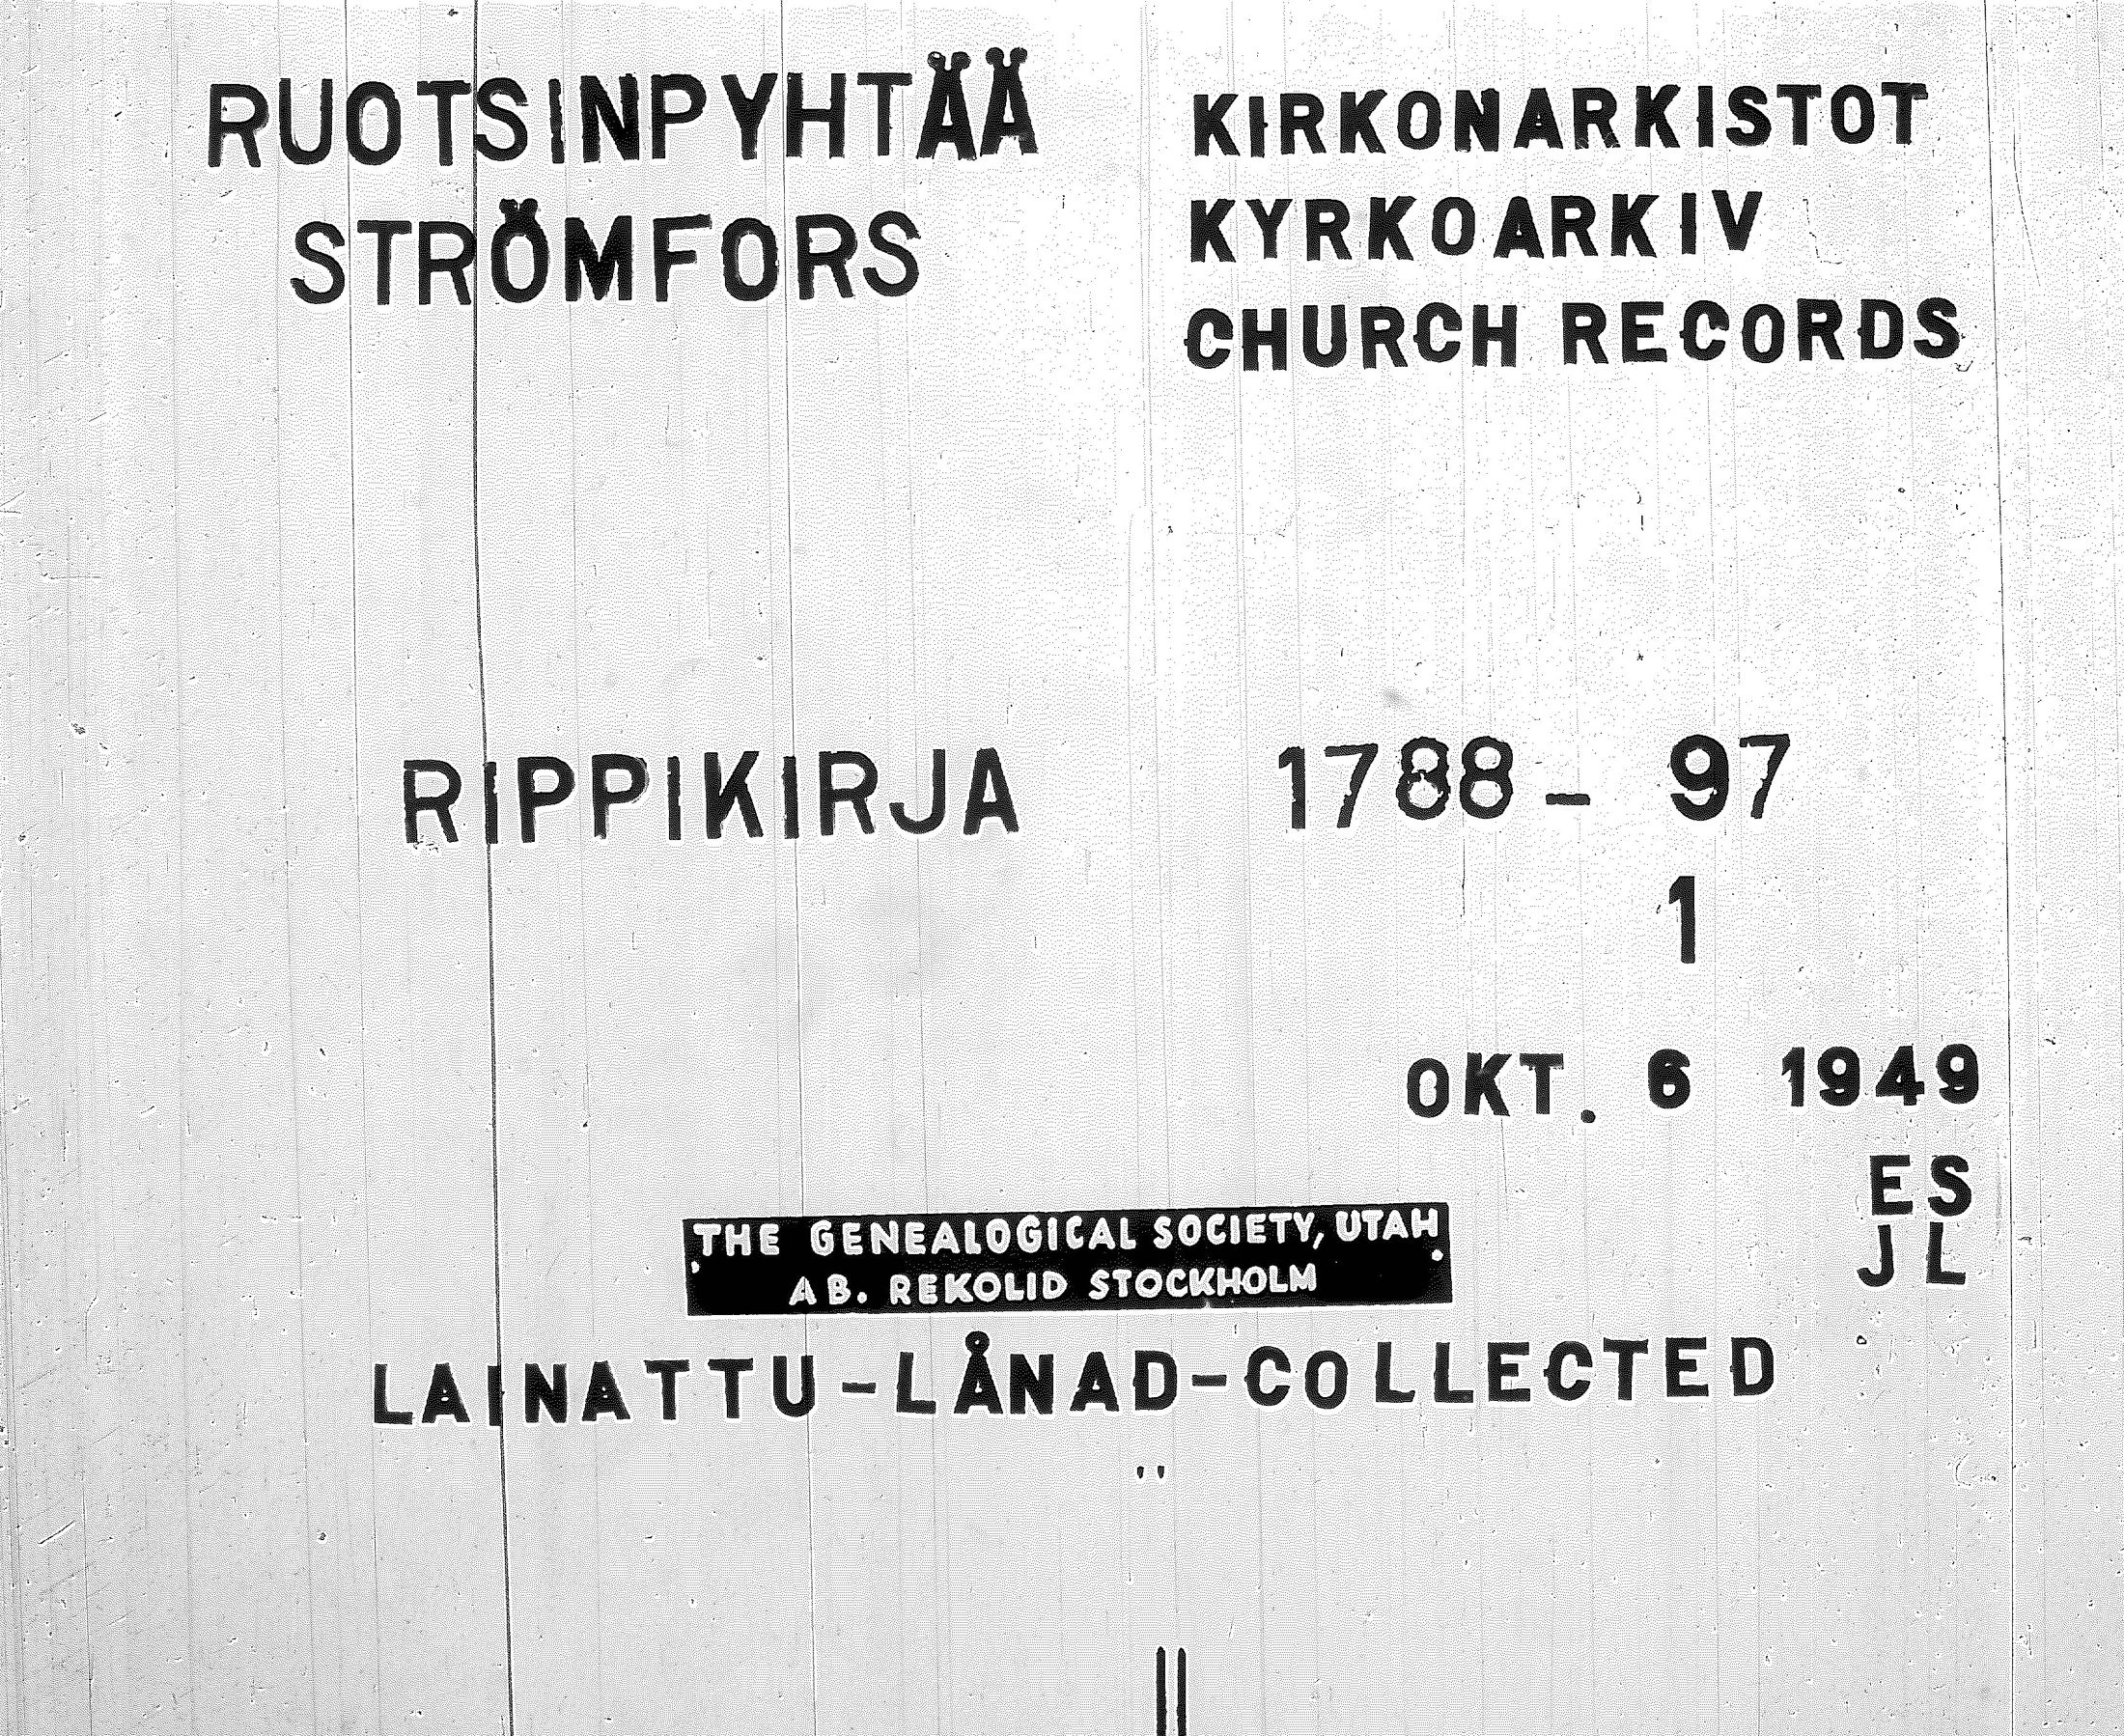 RUOTSINPYHTÄÄ
STRÖMFORS
KIRKONARKISTOT
KYRKOARKIV
CHURCH RECORDS
RIPPIKIRJA 1788 - 97
1
OKT. 6 1949
ES
JL
THE GENEALOGICAL SOCIETY, UTAH
AB. REKOLID STOCKHOLM
LAINATTU-LÅNAD-COLLECTED
"